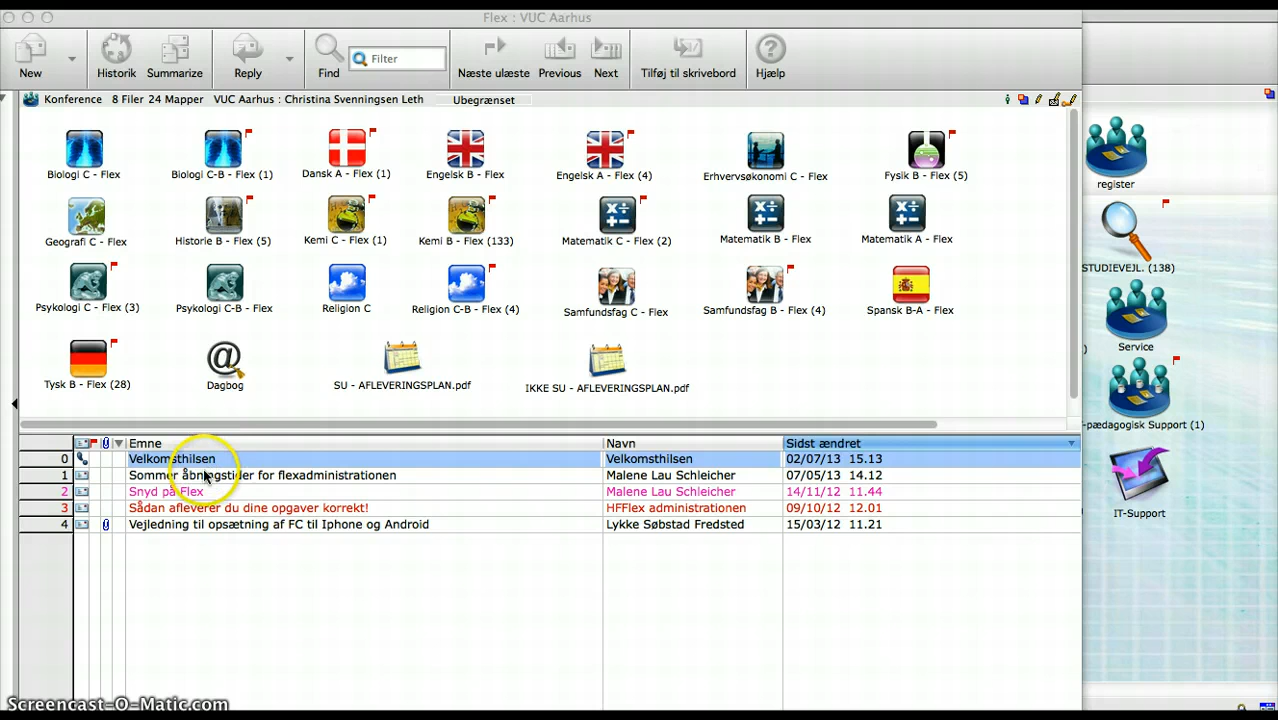 Flex : VUC Aarhus
New Historik Summarize Reply Find Filter Næste ulæste Previous Next Tilføj til skrivebord Hjælp
Konference 8 Filer 24 Mapper VUC Aarhus : Christina Svenningsen Leth Ubegrænset
Biologi C - Flex Biologi C-B - Flex (1) Dansk A - Flex (1) Engelsk B - Flex Engelsk A - Flex (4) Erhvervsøkonomi C - Flex Fysik B - Flex (5)
register
Geografi C - Flex Historie B - Flex (5) Kemi C - Flex (1) Kemi B - Flex (133) Matematik C - Flex (2) Matematik B - Flex Matematik A - Flex
STUDIEVEJL. (138)
Psykologi C - Flex (3) Psykologi C-B - Flex Religion C Religion C-B - Flex (4) Samfundsfag C - Flex Samfundsfag B - Flex (4) Spansk B-A - Flex
) Service
Tysk B - Flex (28) Dagbog SU - AFLEVERINGSPLAN.pdf IKKE SU - AFLEVERINGSPLAN.pdf
-pædagogisk Support (1)
Emne Navn Sidst ændret
0 Velkomsthilsen Velkomsthilsen 02/07/13 15.13
1 Sommer åbningstider for flexadministrationen Malene Lau Schleicher 07/05/13 14.12
2 Snyd på Flex Malene Lau Schleicher 14/11/12 11.44
3 Sådan afleverer du dine opgaver korrekt! HFFlex administrationen 09/10/12 12.01
IT-Support
4 Vejledning til opsætning af FC til Iphone og Android Lykke Søbstad Fredsted 15/03/12 11.21
Screencast-O-Matic.com